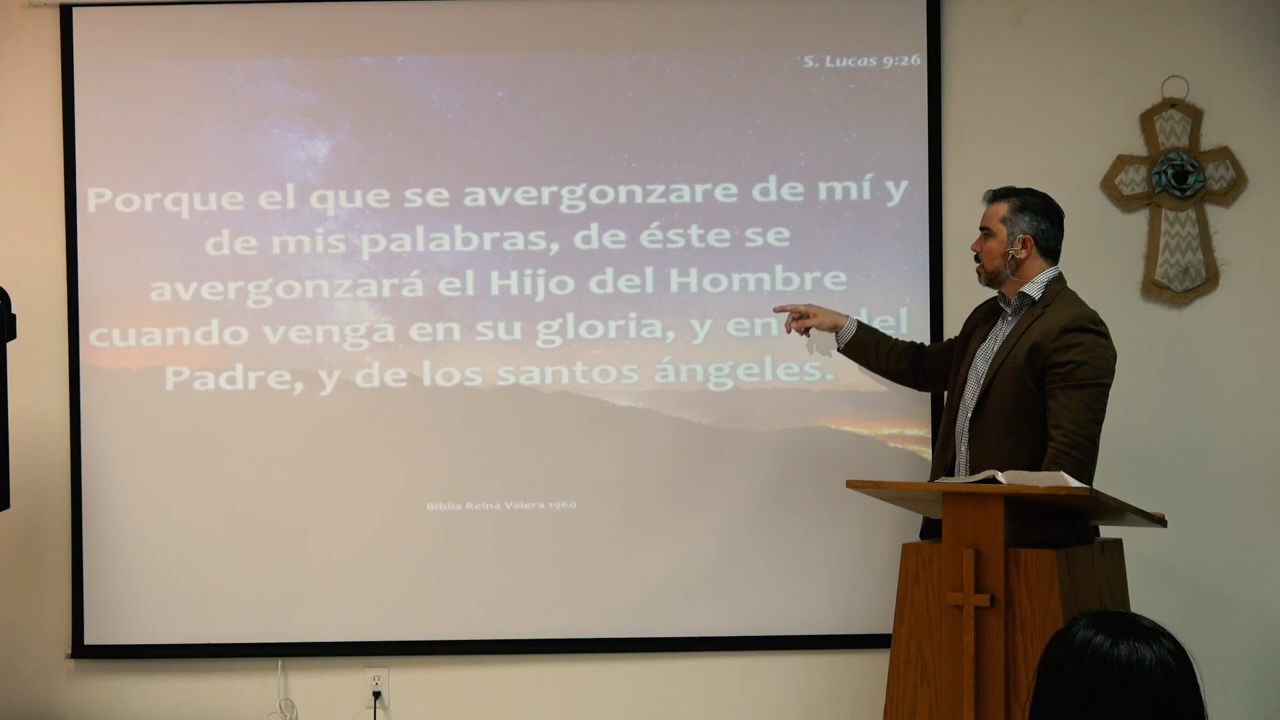 S. Lucas 9:26
Porque el que se avergonzare de mí y
de mis palabras, de éste se
avergonzará el Hijo del Hombre
cuando venga en su gloria, y en del
Padre, y de los santos ángeles.
Biblia Reina Valera 1960